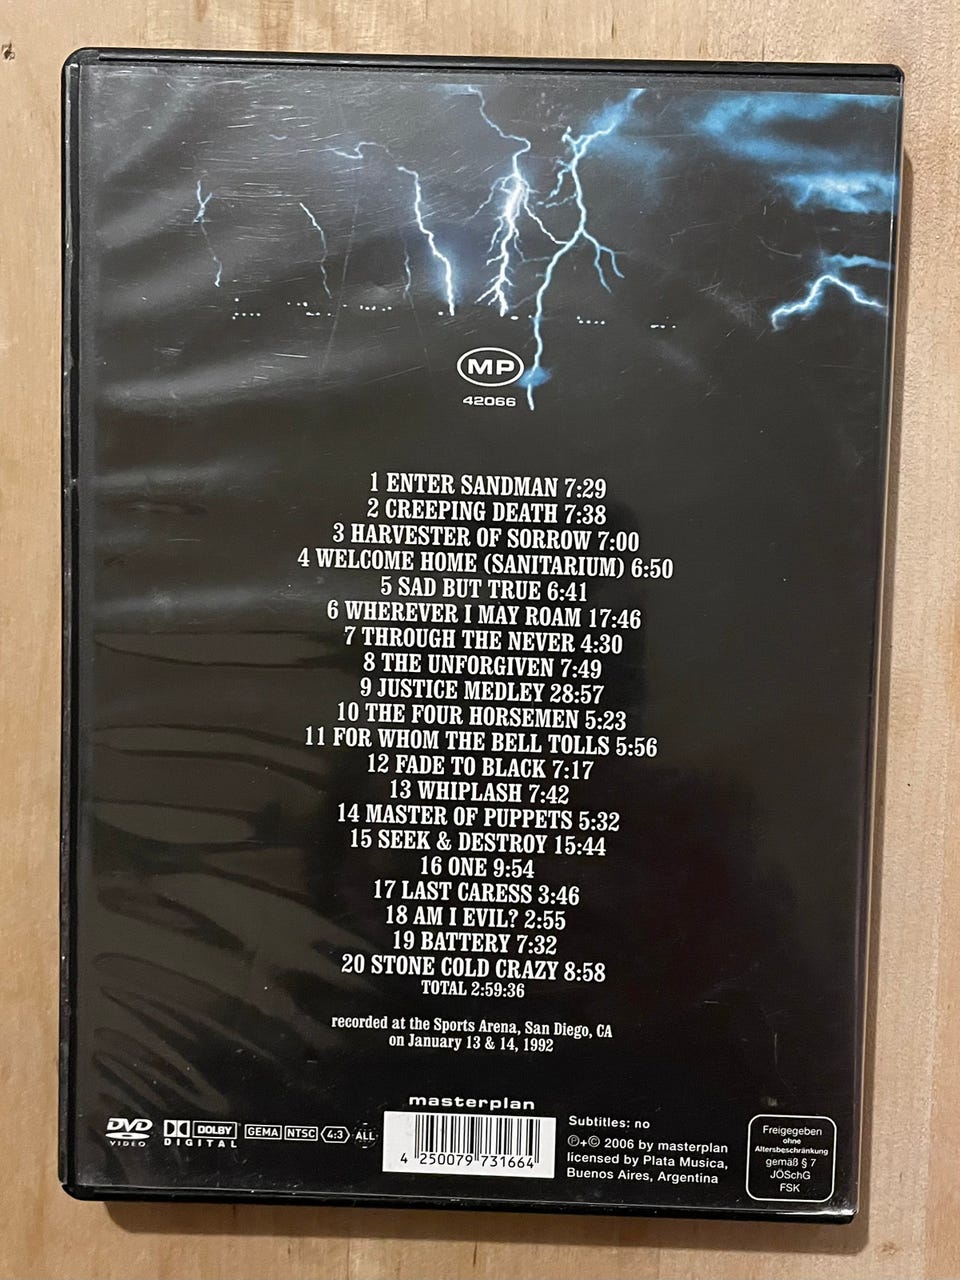 MP
42066
1 ENTER SANDMAN 7:29
2 CREEPING DEATH 7:38
3 HARVESTER OF SORROW 7:00
4 WELCOME HOME (SANITARIUM) 6:50
5 SAD BUT TRUE 6:41
6 WHEREVER I MAY ROAM 17:46
7 THROUGH THE NEVER 4:30
8 THE UNFORGIVEN 7:49
9 JUSTICE MEDLEY 28:57
10 THE FOUR HORSEMEN 5:23
11 FOR WHOM THE BELL TOLLS 5:56
12 FADE TO BLACK 7:17
13 WHIPLASH 7:42
14 MASTER OF PUPPETS 5:32
15 SEEK & DESTROY 15:44
16 ONE 9:54
17 LAST CARESS 3:46
18 AM I EVIL? 2:55
19 BATTERY 7:32
20 STONE COLD CRAZY 8:58
TOTAL 2:59:36
recorded at the Sports Arena, San Diego, CA
on January 13 & 14, 1992
masterplan
DVD
VIDEO
DOLBY
DIGITAL
GEMA
NTSC
4:3
ALL
4 250079 731664
Subtitles: no
℗+© 2006 by masterplan
licensed by Plata Musica,
Buenos Aires, Argentina
Freigegeben
ohne
Altersbeschränkung
gemäß § 7
JÖSchG
FSK